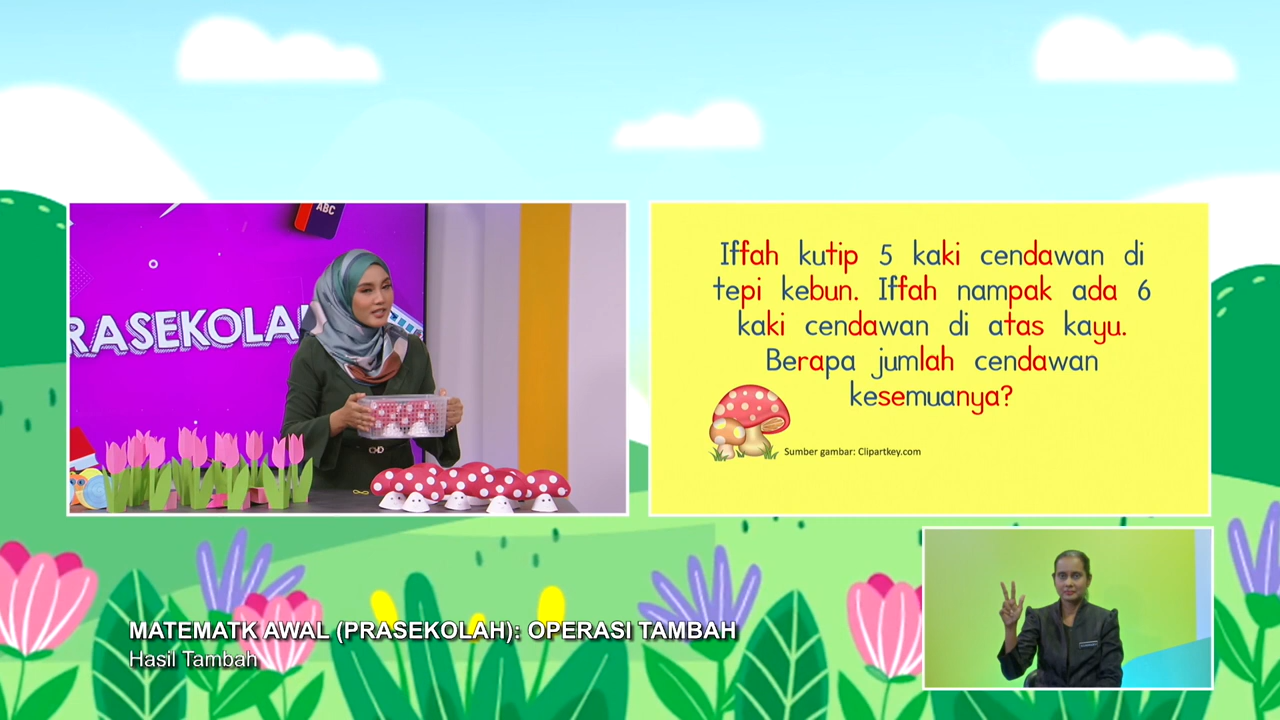 ABC
RASEKOLA
Iffah kutip 5 kaki cendawan di
tepi kebun. Iffah nampak ada 6
kaki cendawan di atas kayu.
Berapa jumlah cendawan
kesemuanya?
Sumber gambar: Clipartkey.com
MATEMATK AWAL (PRASEKOLAH): OPERASI TAMBAH
Hasil Tambah